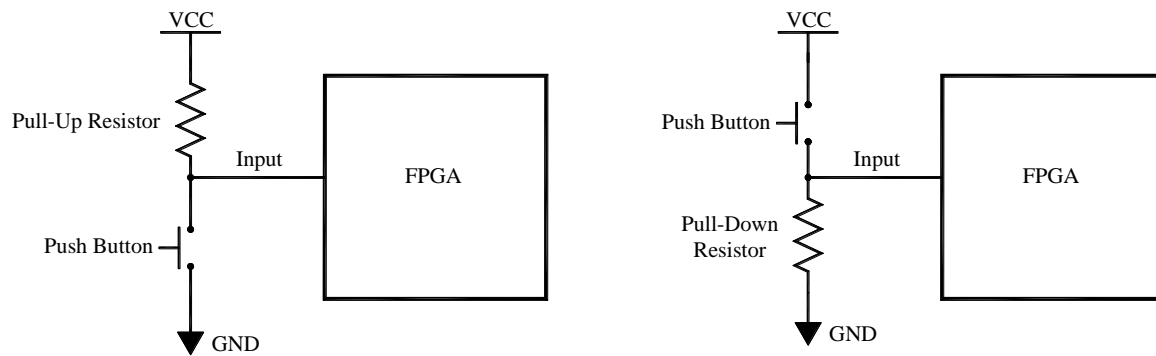 VCC
Pull-Up Resistor
Input
FPGA
Push Button
GND
VCC
Push Button
Input
FPGA
Pull-Down
Resistor
GND